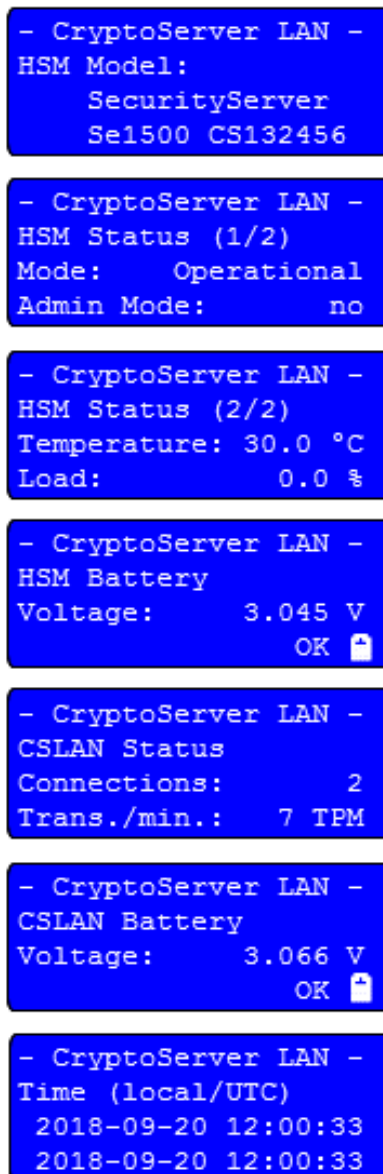 - CryptoServer LAN -
HSM Model:
SecurityServer
Se1500 CS132456
- CryptoServer LAN -
HSM Status (1/2)
Mode: Operational
Admin Mode: no
- CryptoServer LAN -
HSM Status (2/2)
Temperature: 30.0 °C
Load: 0.0 %
- CryptoServer LAN -
HSM Battery
Voltage: 3.045 V
OK
- CryptoServer LAN -
CSLAN Status
Connections: 2
Trans./min.: 7 TPM
- CryptoServer LAN -
CSLAN Battery
Voltage: 3.066 V
OK
- CryptoServer LAN -
Time (local/UTC)
2018-09-20 12:00:33
2018-09-20 12:00:33